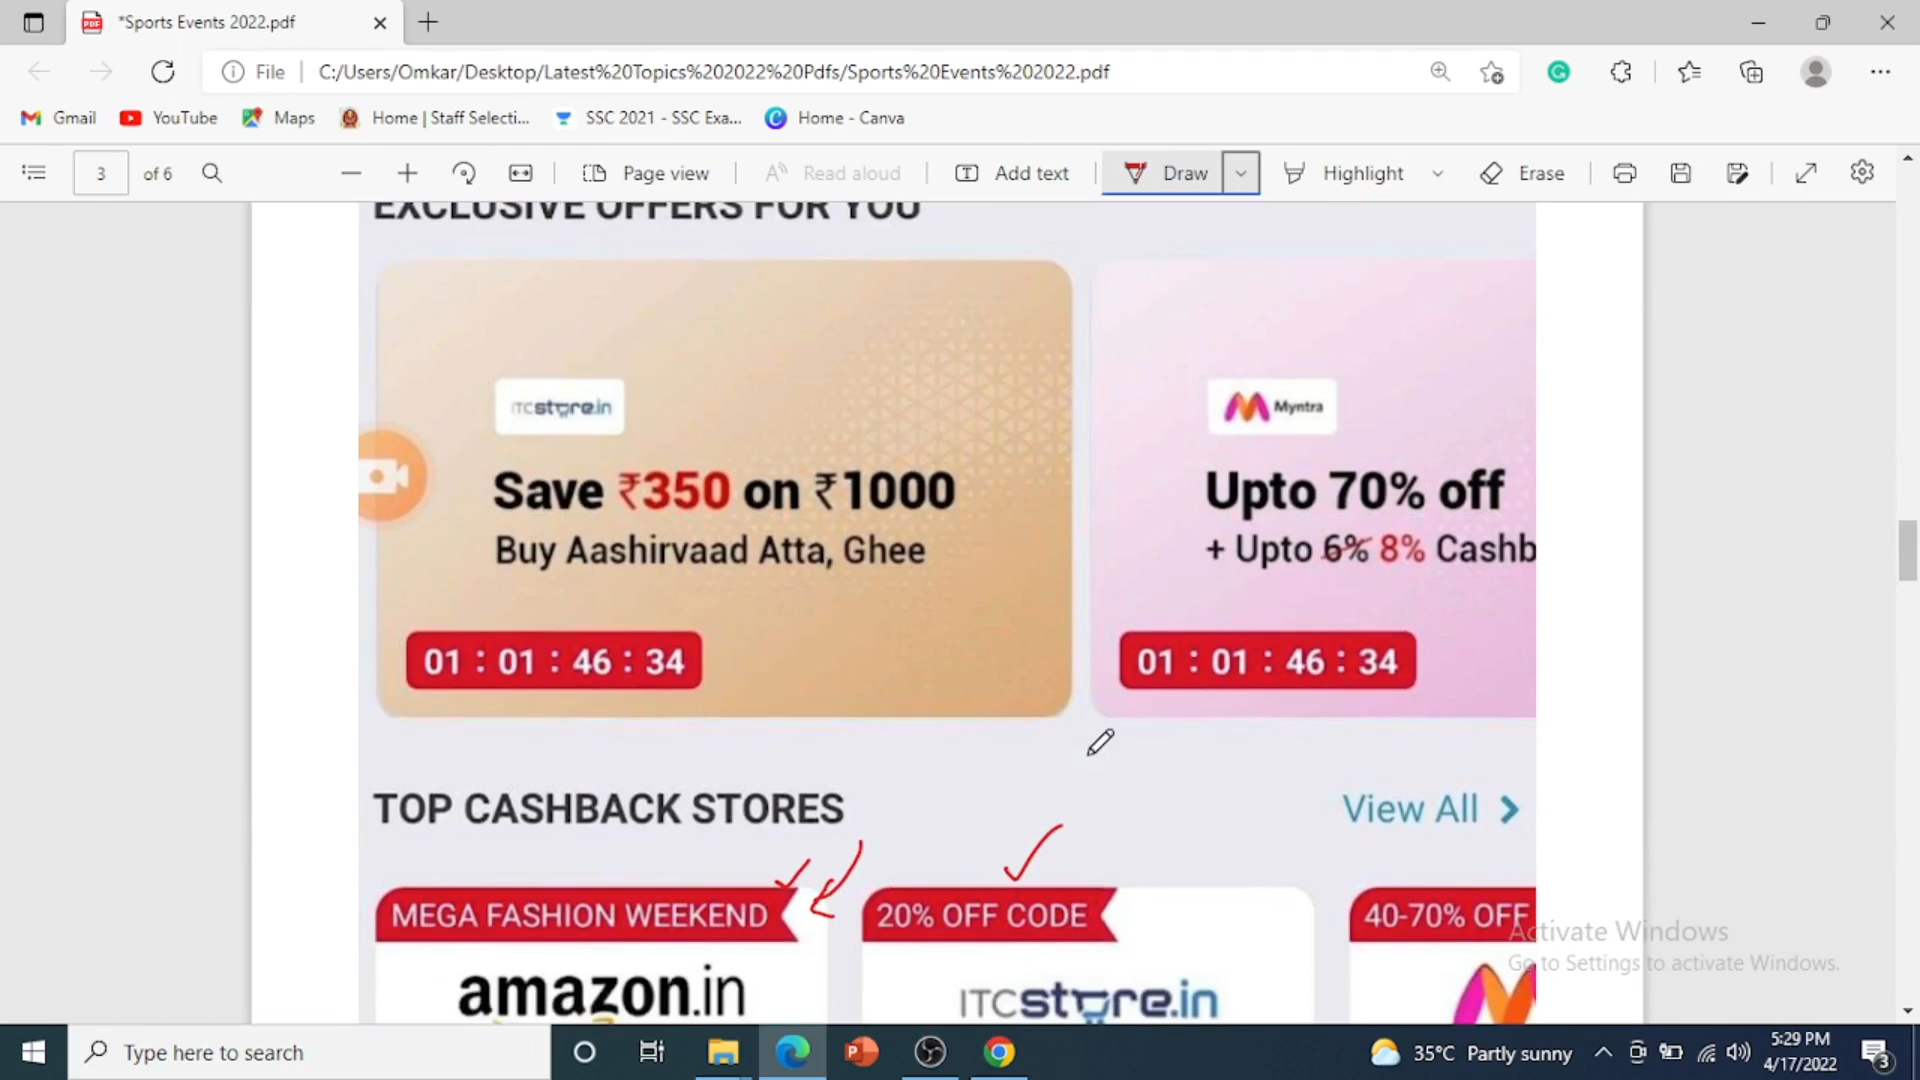 *Sports Events 2022.pdf
File C:/Users/Omkar/Desktop/Latest%20Topics%202022%20Pdfs/Sports%20Events%202022.pdf
Gmail YouTube Maps Home | Staff Selecti... SSC 2021 - SSC Exa... Home - Canva
3 of 6 Page view Read aloud Add text Draw Highlight Erase
EXCLUSIVE OFFERS FOR YOU
ITCstore.in
Save ₹350 on ₹1000
Buy Aashirvaad Atta, Ghee
01 : 01 : 46 : 34
Myntra
Upto 70% off
+ Upto 6% 8% Cashb
01 : 01 : 46 : 34
TOP CASHBACK STORES View All
MEGA FASHION WEEKEND
amazon.in
20% OFF CODE
ITCstore.in
40-70% OFF
Activate Windows
Go to Settings to activate Windows.
Type here to search
35°C Partly sunny
5:29 PM
4/17/2022
3